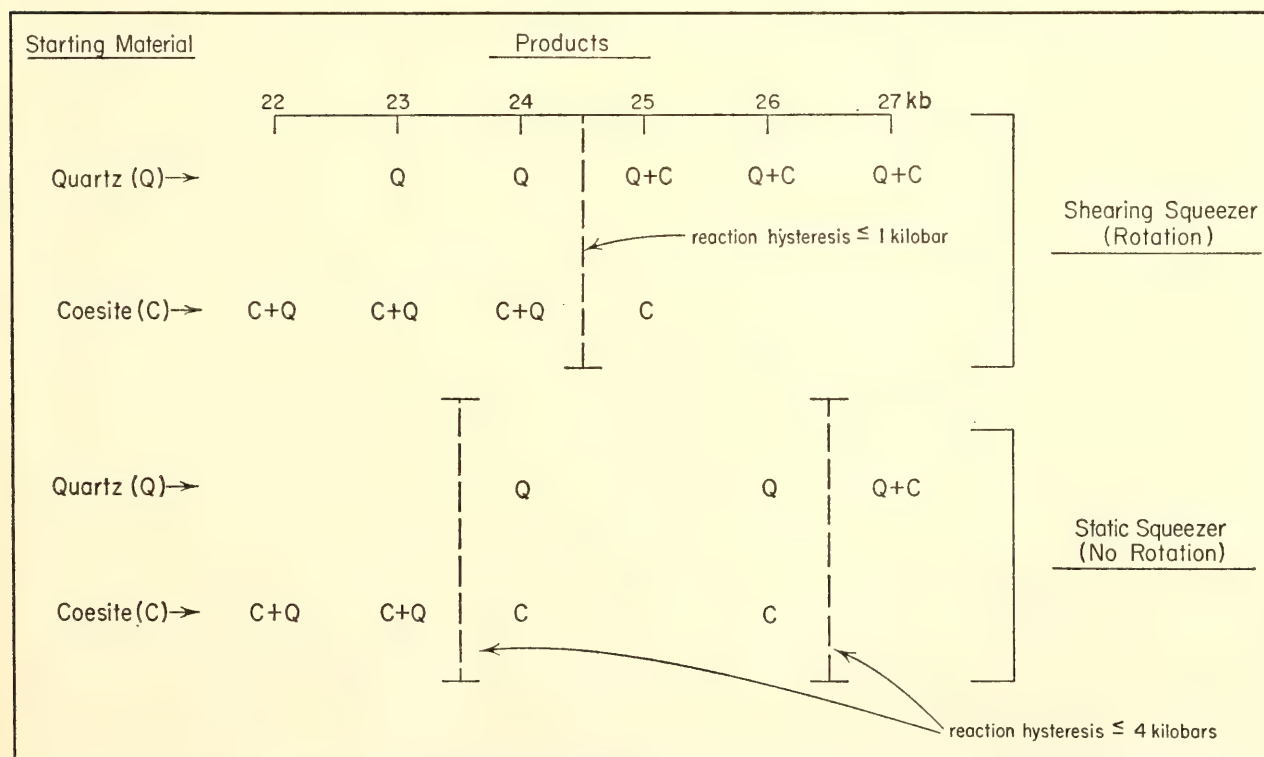 Starting Material
Products
22 23 24 25 26 27 kb
Quartz (Q)→ Q Q Q+C Q+C Q+C
Shearing Squeezer
(Rotation)
reaction hysteresis ≤ 1 kilobar
Coesite (C)→ C+Q C+Q C+Q C
Quartz (Q)→ Q Q Q+C
Static Squeezer
(No Rotation)
Coesite (C)→ C+Q C+Q C C
reaction hysteresis ≤ 4 kilobars